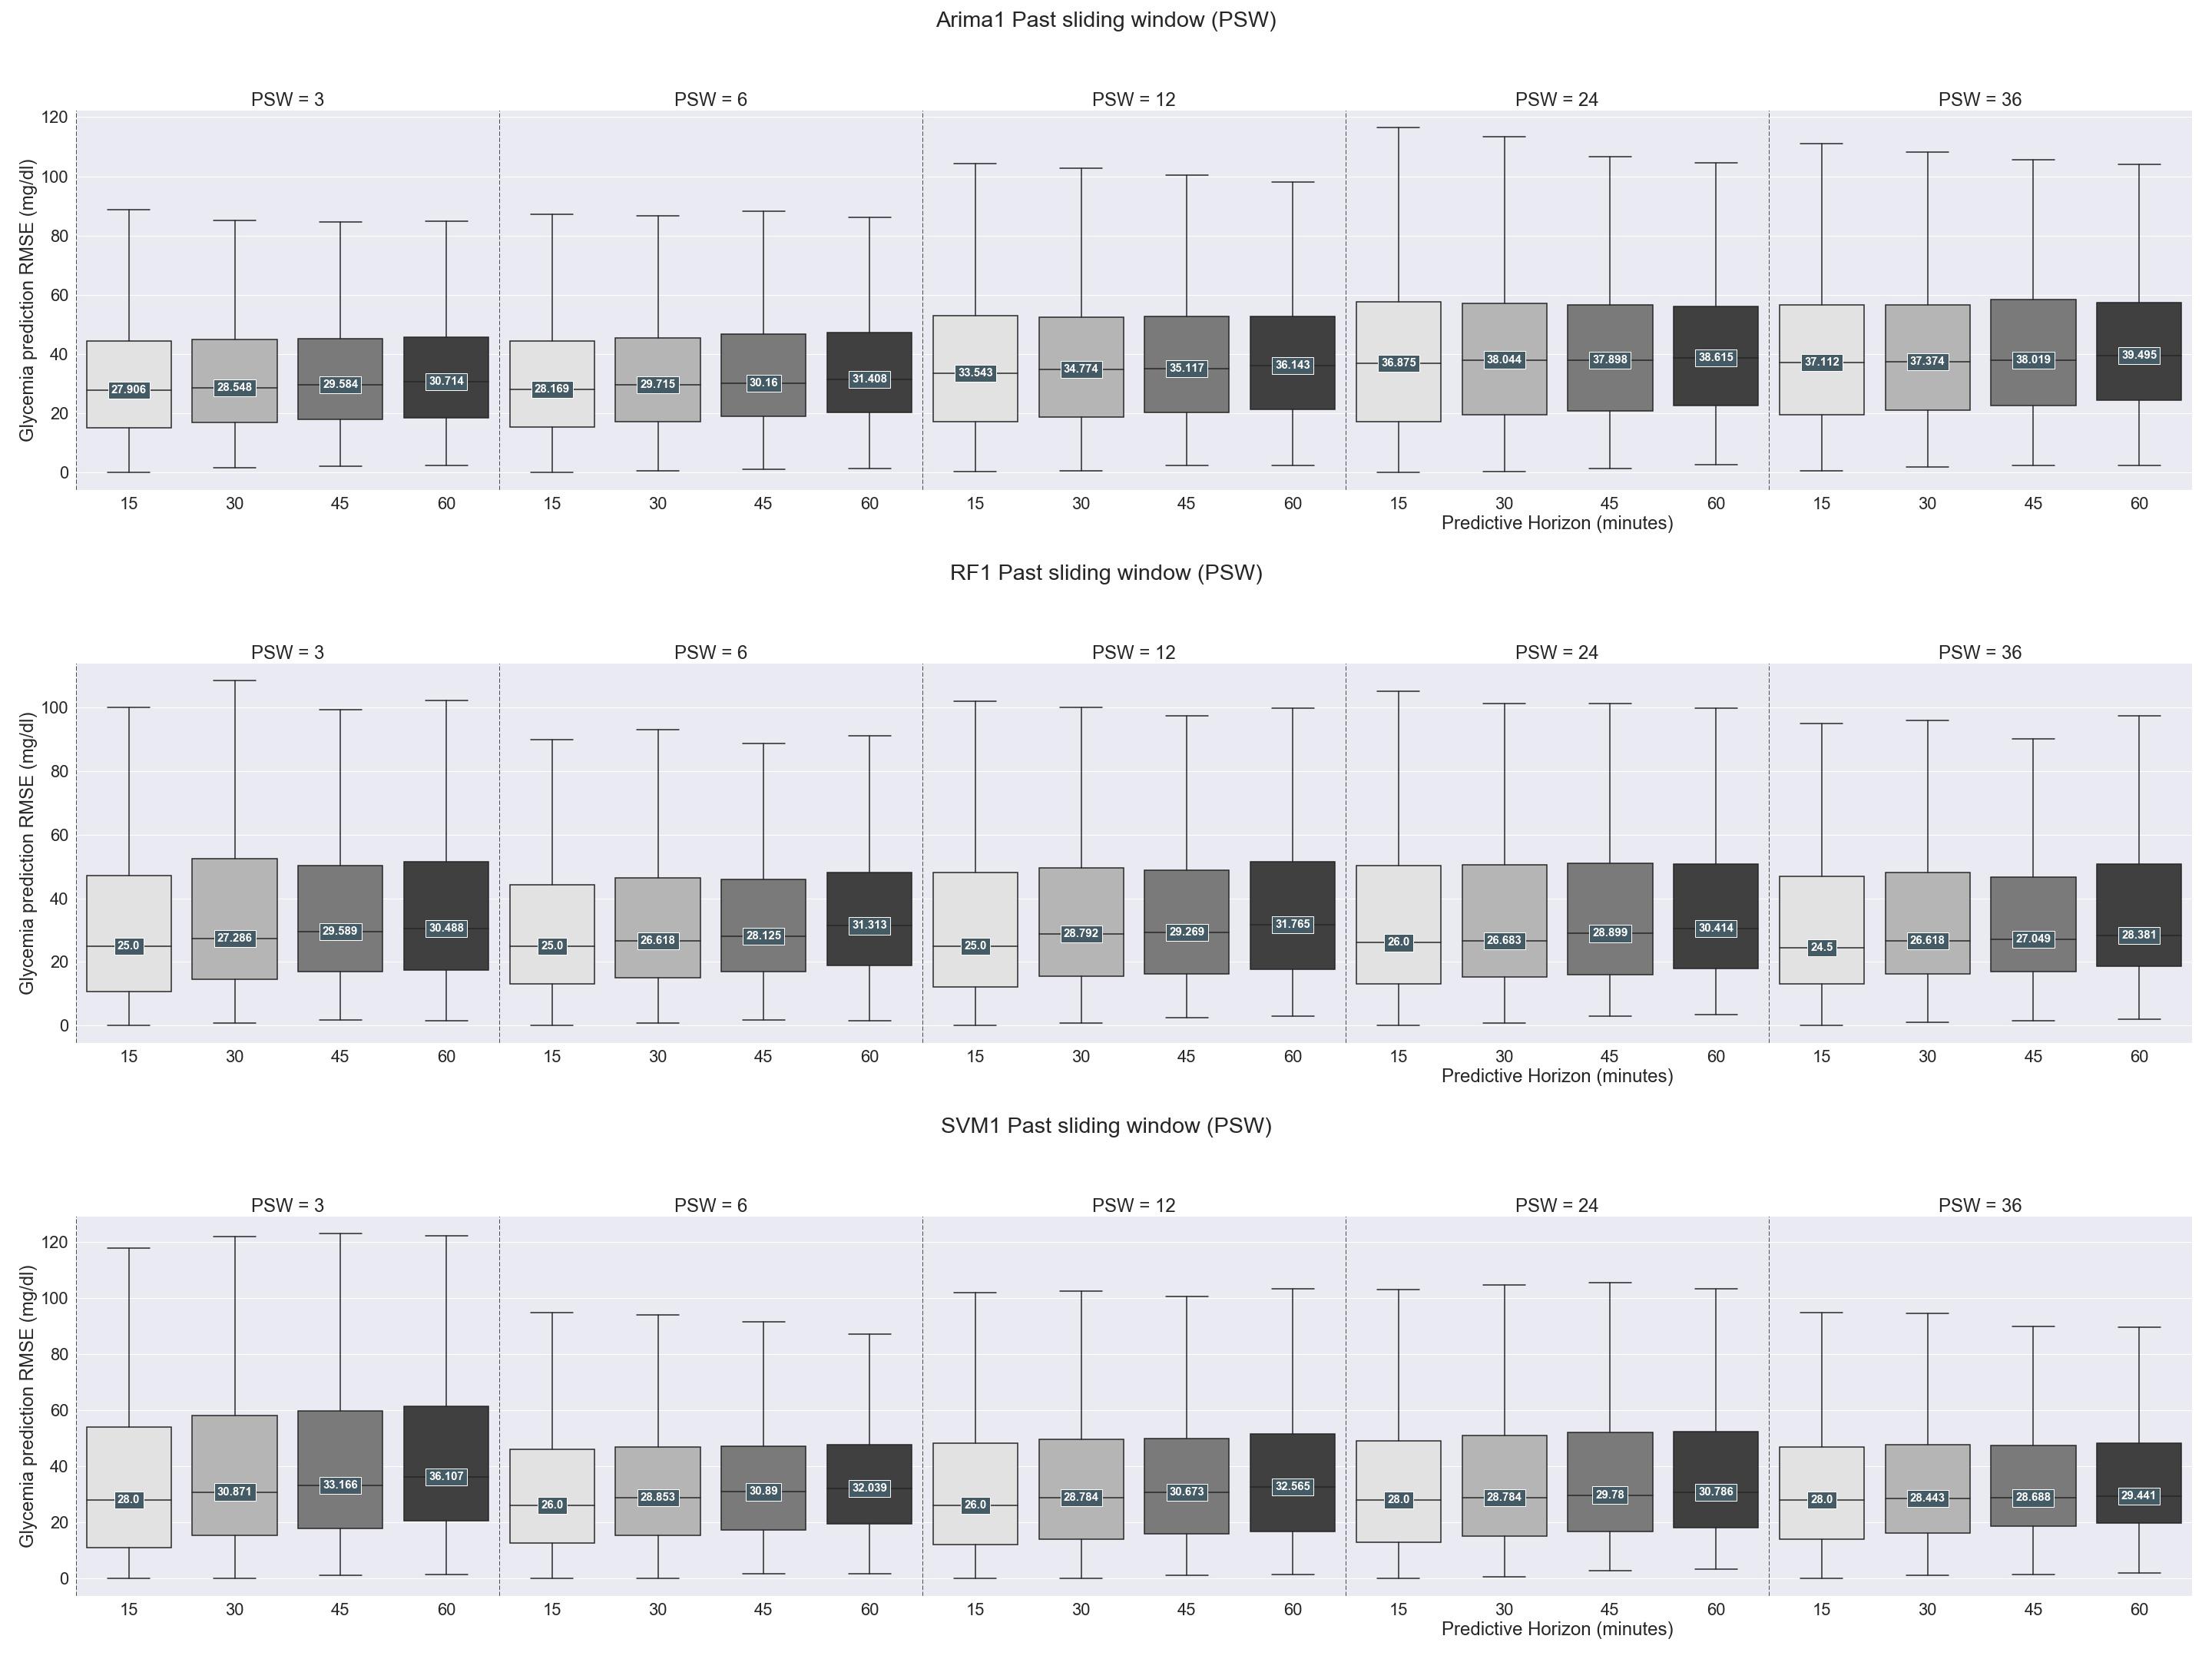 Arima1 Past sliding window (PSW)
PSW = 3 PSW = 6 PSW = 12 PSW = 24 PSW = 36
Glycemia prediction RMSE (mg/dl)
120
100
80
60
40
20
0
27.906 28.548 29.584 30.714 28.169 29.715 30.16 31.408 33.543 34.774 35.117 36.143 36.875 38.044 37.898 38.615 37.112 37.374 38.019 39.495
15 30 45 60 15 30 45 60 15 30 45 60 15 30 45 60 15 30 45 60
Predictive Horizon (minutes)
RF1 Past sliding window (PSW)
PSW = 3 PSW = 6 PSW = 12 PSW = 24 PSW = 36
Glycemia prediction RMSE (mg/dl)
100
80
60
40
20
0
25.0 27.286 29.589 30.488 25.0 26.618 28.125 31.313 25.0 28.792 29.269 31.765 26.0 26.683 28.899 30.414 24.5 26.618 27.049 28.381
15 30 45 60 15 30 45 60 15 30 45 60 15 30 45 60 15 30 45 60
Predictive Horizon (minutes)
SVM1 Past sliding window (PSW)
PSW = 3 PSW = 6 PSW = 12 PSW = 24 PSW = 36
Glycemia prediction RMSE (mg/dl)
120
100
80
60
40
20
0
28.0 30.871 33.166 36.107 26.0 28.853 30.89 32.039 26.0 28.784 30.673 32.565 28.0 28.784 29.78 30.786 28.0 28.443 28.688 29.441
15 30 45 60 15 30 45 60 15 30 45 60 15 30 45 60 15 30 45 60
Predictive Horizon (minutes)